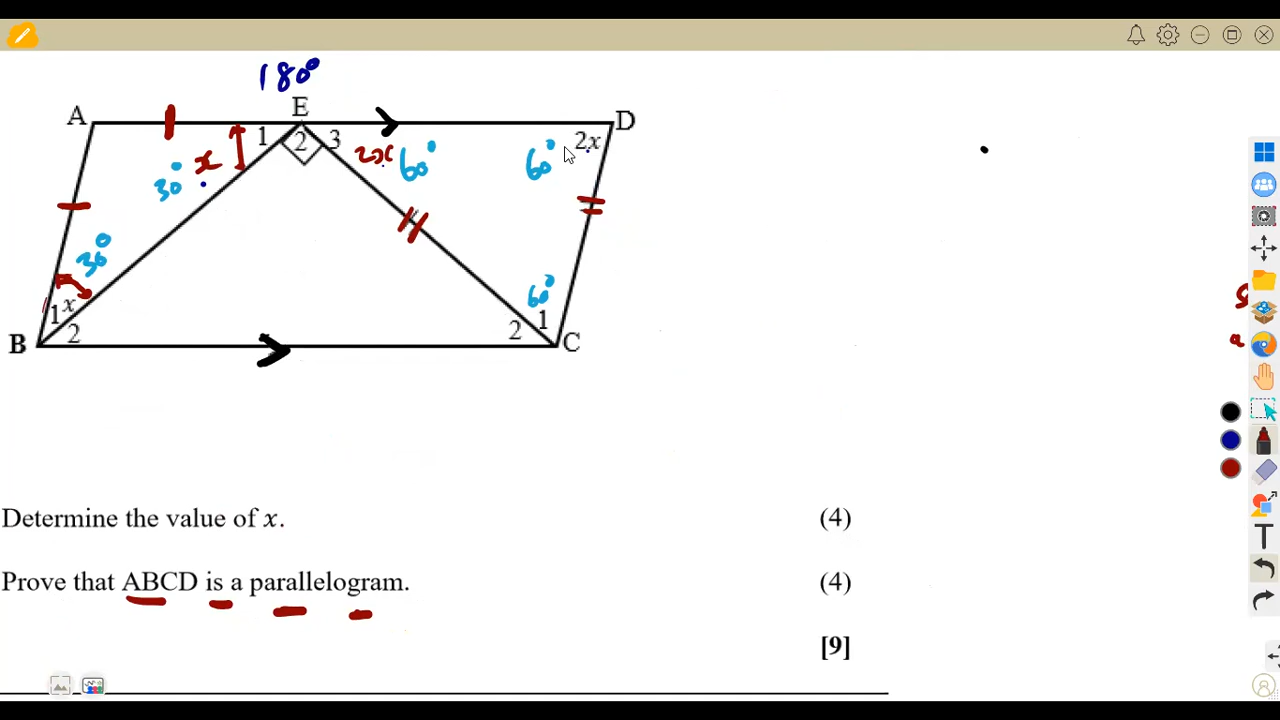 180°
A E D
1 2 3 2x 60° 60° 2x
30° x
30°
60°
1 x
2 2 1
B C
Determine the value of x. (4)
Prove that ABCD is a parallelogram. (4)
[9]
T